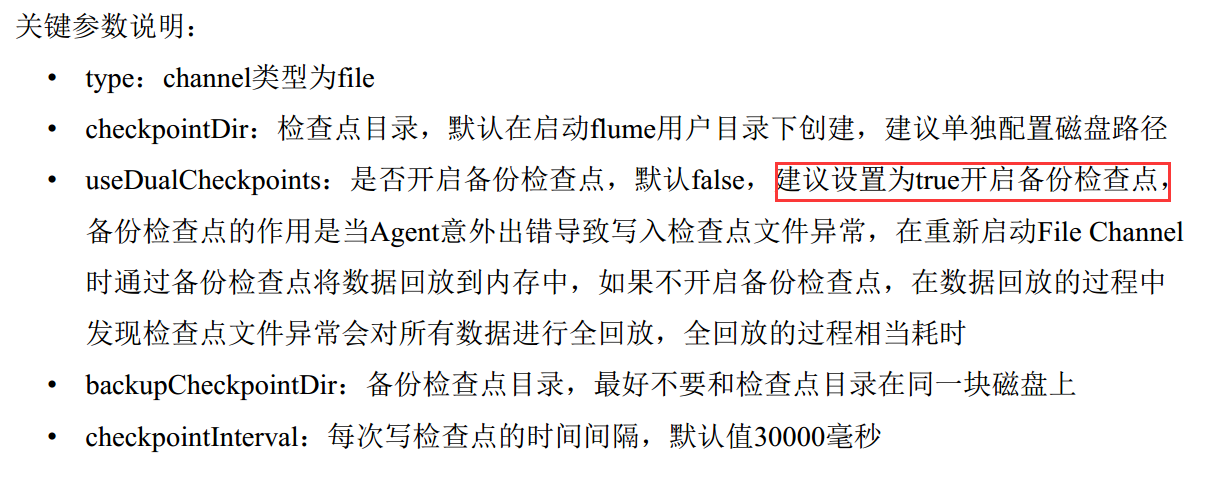 关键参数说明：
• type：channel类型为file
• checkpointDir：检查点目录，默认在启动flume用户目录下创建，建议单独配置磁盘路径
• useDualCheckpoints：是否开启备份检查点，默认false，建议设置为true开启备份检查点，
备份检查点的作用是当Agent意外出错导致写入检查点文件异常，在重新启动File Channel
时通过备份检查点将数据回放到内存中，如果不开启备份检查点，在数据回放的过程中
发现检查点文件异常会对所有数据进行全回放，全回放的过程相当耗时
• backupCheckpointDir：备份检查点目录，最好不要和检查点目录在同一块磁盘上
• checkpointInterval：每次写检查点的时间间隔，默认值30000毫秒